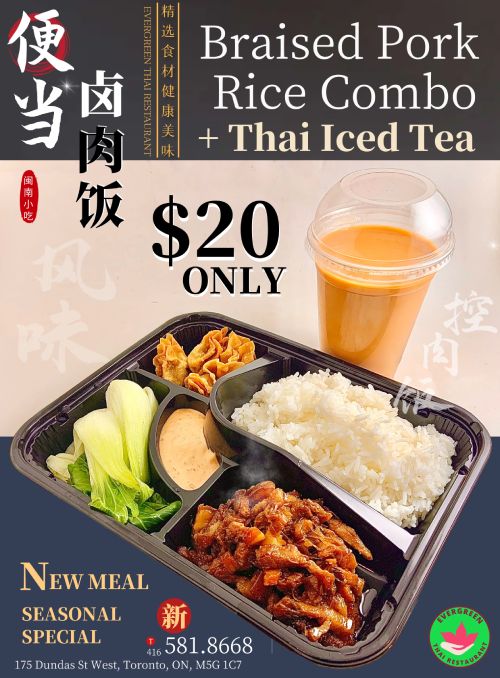 便当
卤肉饭
闽南小吃
精选食材健康美味
EVERGREEN THAI RESTAURANT
Braised Pork
Rice Combo
+ Thai Iced Tea
$20
ONLY
风味
控肉饭
NEW MEAL
SEASONAL
SPECIAL
新
T
416 581.8668
175 Dundas St West, Toronto, ON, M5G 1C7
EVERGREEN
THAI RESTAURANT